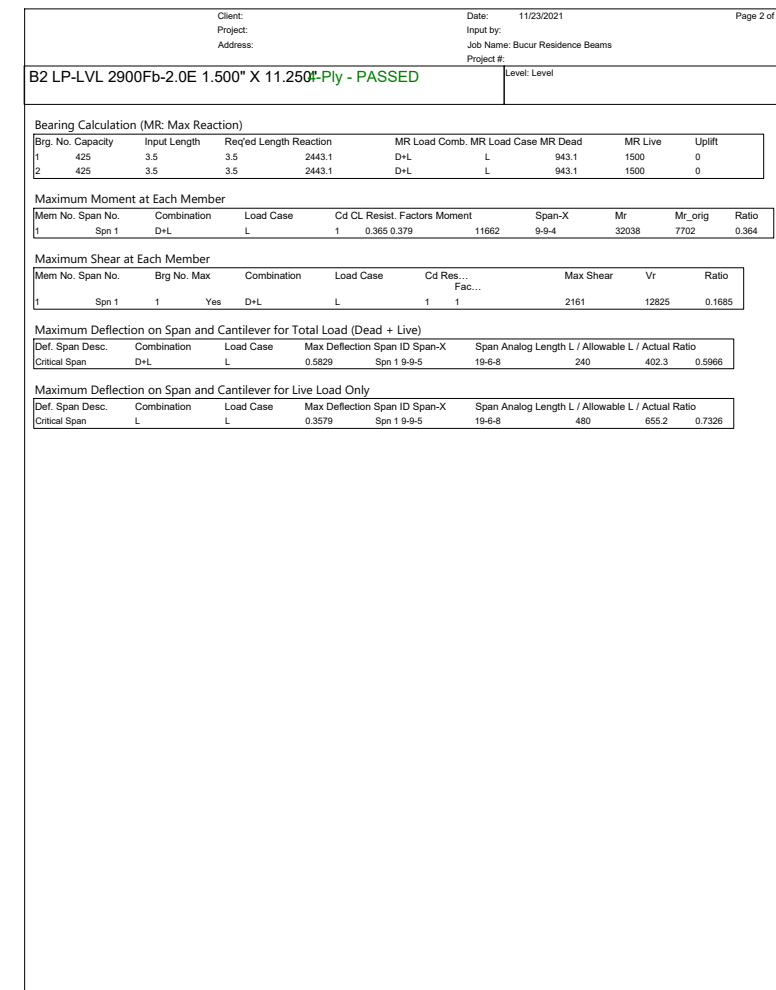 Client: Date: 11/23/2021 Page 2 of
Project: Input by:
Address: Job Name: Bucur Residence Beams
Project #:
B2 LP-LVL 2900Fb-2.0E 1.500" X 11.250" 4-Ply - PASSED Level: Level
Bearing Calculation (MR: Max Reaction)
Brg. No. Capacity Input Length Req'ed Length Reaction MR Load Comb. MR Load Case MR Dead MR Live Uplift
1 425 3.5 3.5 2443.1 D+L L 943.1 1500 0
2 425 3.5 3.5 2443.1 D+L L 943.1 1500 0
Maximum Moment at Each Member
Mem No. Span No. Combination Load Case Cd CL Resist. Factors Moment Span-X Mr Mr_orig Ratio
1 Spn 1 D+L L 1 0.365 0.379 11662 9-9-4 32038 7702 0.364
Maximum Shear at Each Member
Mem No. Span No. Brg No. Max Combination Load Case Cd Res… Max Shear Vr Ratio
Fac…
1 Spn 1 1 Yes D+L L 1 1 2161 12825 0.1685
Maximum Deflection on Span and Cantilever for Total Load (Dead + Live)
Def. Span Desc. Combination Load Case Max Deflection Span ID Span-X Span Analog Length L / Allowable L / Actual Ratio
Critical Span D+L L 0.5829 Spn 1 9-9-5 19-6-8 240 402.3 0.5966
Maximum Deflection on Span and Cantilever for Live Load Only
Def. Span Desc. Combination Load Case Max Deflection Span ID Span-X Span Analog Length L / Allowable L / Actual Ratio
Critical Span L L 0.3579 Spn 1 9-9-5 19-6-8 480 655.2 0.7326